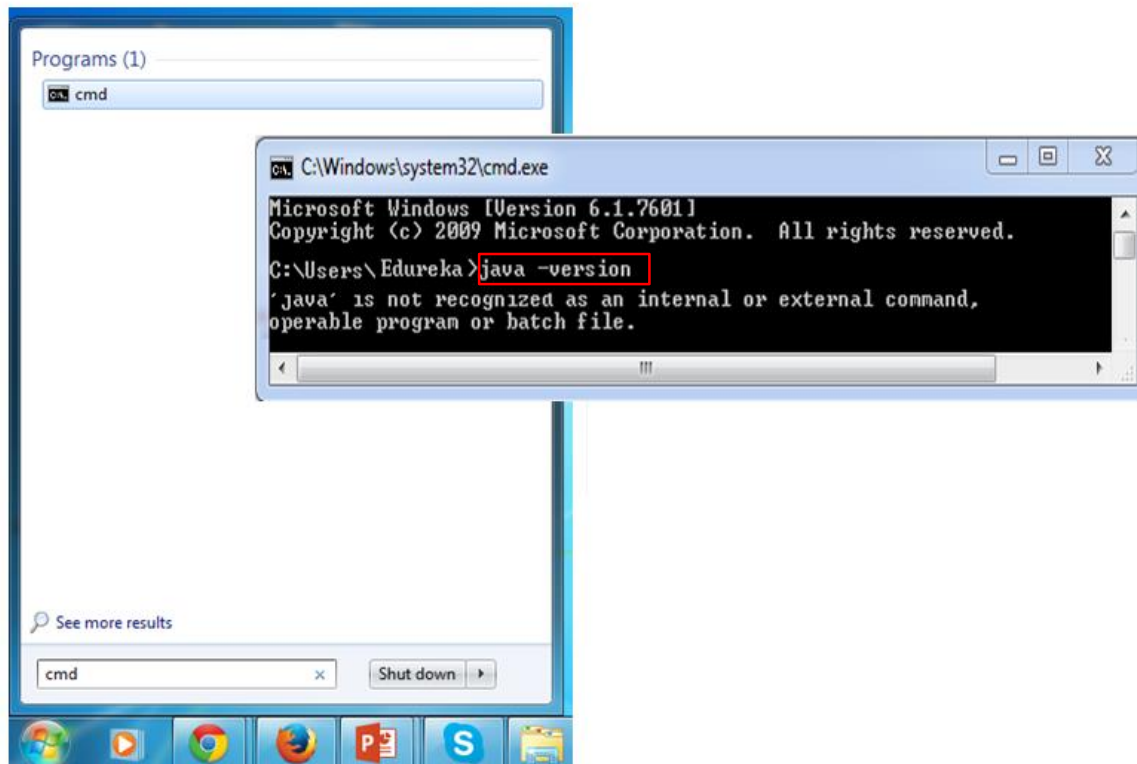 Programs (1)
cmd
C:\Windows\system32\cmd.exe
Microsoft Windows [Version 6.1.7601]
Copyright (c) 2009 Microsoft Corporation.  All rights reserved.
C:\Users\Edureka>java -version
'java' is not recognized as an internal or external command,
operable program or batch file.
See more results
cmd
Shut down